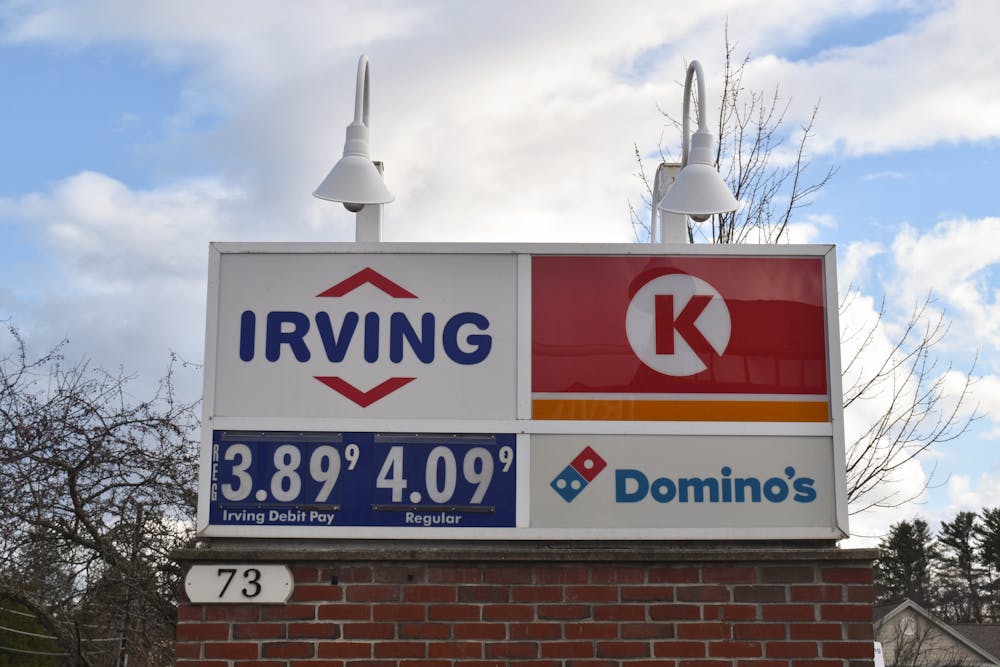 IRVING
K
REG
3.89 9
4.09 9
Irving Debit Pay
Regular
Domino's
73